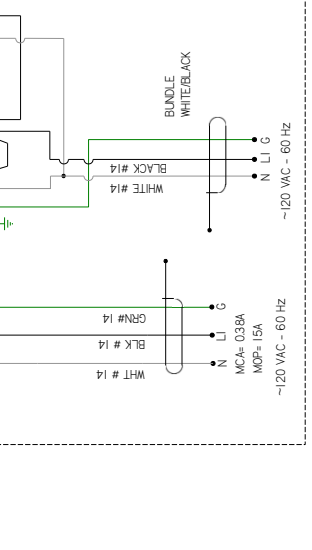 BUNDLE
WHITE/BLACK
G
L1
N
~120 VAC - 60 Hz
BLACK #14
WHITE #14
GRN# 14
BLK # 14
WHT # 14
G
L1
N
MCA= 0.38A
MOP= 15A
~120 VAC - 60 Hz